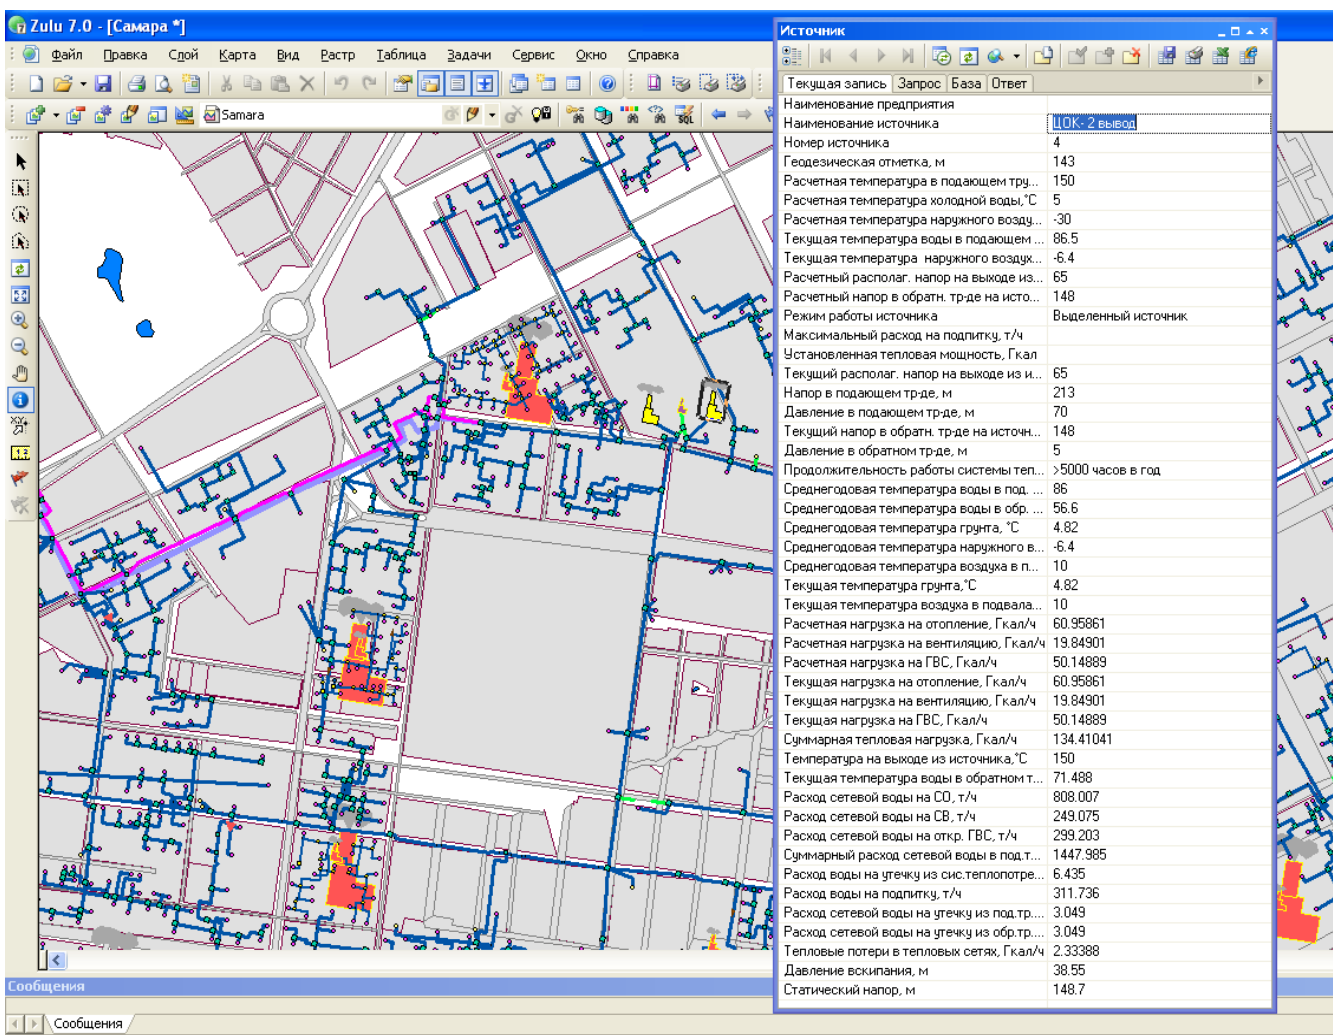 Zulu 7.0 - [Самара *]
Файл Правка Слой Карта Вид Растр Таблица Задачи Сервис Окно Справка
Samara
SQL
Источник
Текущая запись Запрос База Ответ
Наименование предприятия
Наименование источника ЦОК- 2 вывод
Номер источника 4
Геодезическая отметка, м 143
Расчетная температура в подающем тру... 150
Расчетная температура холодной воды,°C 5
Расчетная температура наружного возду... -30
Текущая температура воды в подающем ... 86.5
Текущая температура наружного воздух... -6.4
Расчетный располаг. напор на выходе из... 65
Расчетный напор в обратн. тр-де на исто... 148
Режим работы источника Выделенный источник
Максимальный расход на подпитку, т/ч
Установленная тепловая мощность, Гкал
Текущий располаг. напор на выходе из и... 65
Напор в подающем тр-де, м 213
Давление в подающем тр-де, м 70
Текущий напор в обратн. тр-де на источн... 148
Давление в обратном тр-де, м 5
Продолжительность работы системы теп... >5000 часов в год
Среднегодовая температура воды в под. ... 86
Среднегодовая температура воды в обр. ... 56.6
Среднегодовая температура грунта, °C 4.82
Среднегодовая температура наружного в... -6.4
Среднегодовая температура воздуха в п... 10
Текущая температура грунта,°C 4.82
Текущая температура воздуха в подвала... 10
Расчетная нагрузка на отопление, Гкал/ч 60.95861
Расчетная нагрузка на вентиляцию, Гкал/ч 19.84901
Расчетная нагрузка на ГВС, Гкал/ч 50.14889
Текущая нагрузка на отопление, Гкал/ч 60.95861
Текущая нагрузка на вентиляцию, Гкал/ч 19.84901
Текущая нагрузка на ГВС, Гкал/ч 50.14889
Суммарная тепловая нагрузка, Гкал/ч 134.41041
Температура на выходе из источника,°C 150
Текущая температура воды в обратном т... 71.488
Расход сетевой воды на СО, т/ч 808.007
Расход сетевой воды на СВ, т/ч 249.075
Расход сетевой воды на откр. ГВС, т/ч 299.203
Суммарный расход сетевой воды в под.т... 1447.985
Расход воды на утечку из сис.теплопотре... 6.435
Расход воды на подпитку, т/ч 311.736
Расход сетевой воды на утечку из под.тр.... 3.049
Расход сетевой воды на утечку из обр.тр.... 3.049
Тепловые потери в тепловых сетях, Гкал/ч 2.33388
Давление вскипания, м 38.55
Статический напор, м 148.7
Сообщения
Сообщения